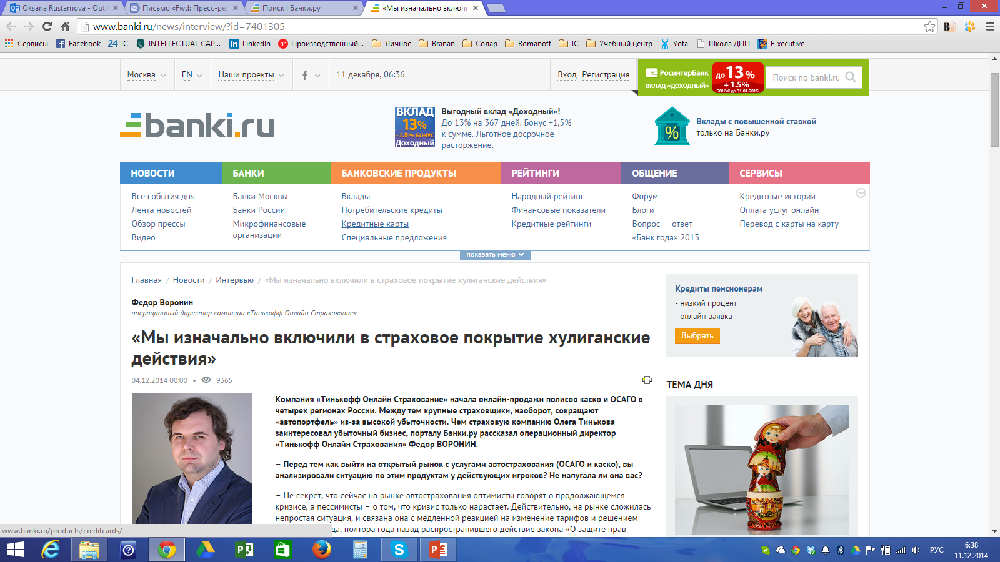 Oksana Rustamova - Outl
Письмо «Fwd: Пресс-рел
Поиск | Банки.ру
«Мы изначально включи
www.banki.ru/news/interview/?id=7401305
Сервисы
Facebook
24 IC
INTELLECTUAL CAP...
LinkedIn
hh Производственный...
Личное
Branan
Солар
Romanoff
IC
Учебный центр
Yota
Школа ДПП
E-xecutive
Москва
EN
Наши проекты
11 декабря, 06:36
Вход Регистрация
РосинтерБанк
ВКЛАД «ДОХОДНЫЙ»
до 13 %
+ 1.5%
БОНУС до 31.01.2015
Поиск по banki.ru
banki.ru
ВКЛАД
13%
+1.5% БОНУС
Доходный
Выгодный вклад «Доходный»!
До 13% на 367 дней. Бонус +1,5%
к сумме. Льготное досрочное
расторжение.
%
Вклады с повышенной ставкой
только на Банки.ру
НОВОСТИ
Все события дня
Лента новостей
Обзор прессы
Видео
БАНКИ
Банки Москвы
Банки России
Микрофинансовые
организации
БАНКОВСКИЕ ПРОДУКТЫ
Вклады
Потребительские кредиты
Кредитные карты
Специальные предложения
РЕЙТИНГИ
Народный рейтинг
Финансовые показатели
Кредитные рейтинги
ОБЩЕНИЕ
Форум
Блоги
Вопрос — ответ
«Банк года» 2013
СЕРВИСЫ
Кредитные истории
Оплата услуг онлайн
Перевод с карты на карту
показать меню
Главная / Новости / Интервью / «Мы изначально включили в страховое покрытие хулиганские действия»
Федор Воронин
операционный директор компании «Тинькофф Онлайн Страхование»
«Мы изначально включили в страховое покрытие хулиганские
действия»
04.12.2014 00:00 • 9365
Компания «Тинькофф Онлайн Страхование» начала онлайн-продажи полисов каско и ОСАГО в
четырех регионах России. Между тем крупные страховщики, наоборот, сокращают
«автопортфель» из-за высокой убыточности. Чем страховую компанию Олега Тинькова
заинтересовал убыточный бизнес, порталу Банки.ру рассказал операционный директор
«Тинькофф Онлайн Страхования» Федор ВОРОНИН.
– Перед тем как выйти на открытый рынок с услугами автострахования (ОСАГО и каско), вы
анализировали ситуацию по этим продуктам у действующих игроков? Не напугала ли она вас?
– Не секрет, что сейчас на рынке автострахования оптимисты говорят о продолжающемся
кризисе, а пессимисты – о том, что кризис только нарастает. Действительно, на рынке сложилась
непростая ситуация, и связана она с медленной реакцией на изменение тарифов и решением
да, полтора года назад распространившего действие закона «О защите прав
Кредиты пенсионерам
- низкий процент
- онлайн-заявка
Выбрать
ТЕМА ДНЯ
www.banki.ru/products/creditcards/
РУС
6:38
11.12.2014